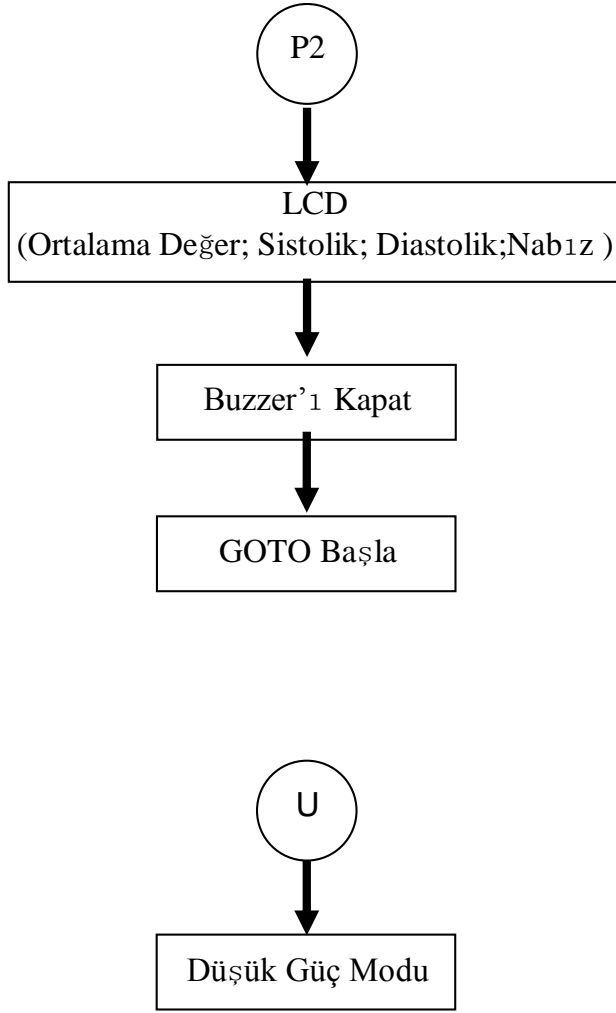 P2
LCD
(Ortalama Değer; Sistolik; Diastolik;Nabız )
Buzzer’ı Kapat
GOTO Başla
U
Düşük Güç Modu